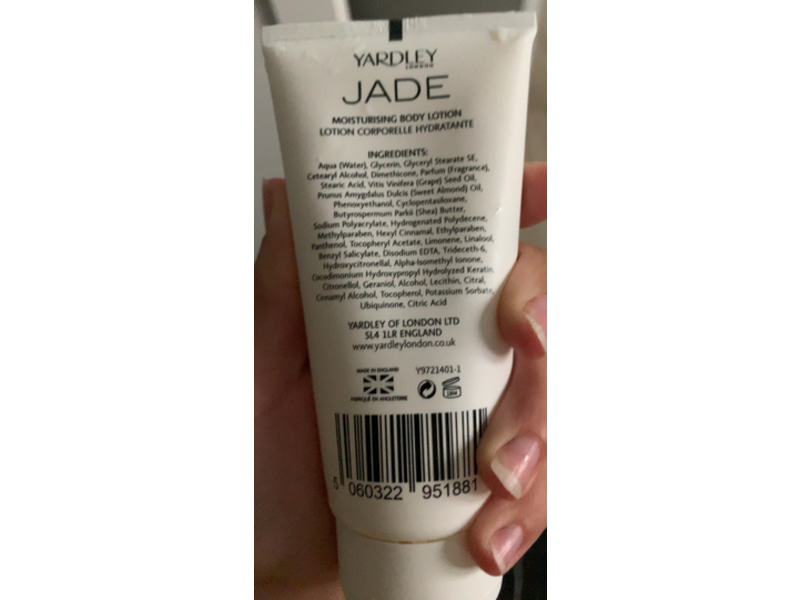 YARDLEY
LONDON
JADE
MOISTURISING BODY LOTION
LOTION CORPORELLE HYDRATANTE
INGREDIENTS:
Aqua (Water), Glycerin, Glyceryl Stearate SE,
Cetearyl Alcohol, Dimethicone, Parfum (Fragrance),
Stearic Acid, Vitis Vinifera (Grape) Seed Oil,
Prunus Amygdalus Dulcis (Sweet Almond) Oil,
Phenoxyethanol, Cyclopentasiloxane,
Butyrospermum Parkii (Shea) Butter,
Sodium Polyacrylate, Hydrogenated Polydecene,
Methylparaben, Hexyl Cinnamal, Ethylparaben,
Panthenol, Tocopheryl Acetate, Limonene, Linalool,
Benzyl Salicylate, Disodium EDTA, Trideceth-6,
Hydroxycitronellal, Alpha-Isomethyl Ionone,
Cocodimonium Hydroxypropyl Hydrolyzed Keratin,
Citronellol, Geraniol, Alcohol, Lecithin, Citral,
Cinnamyl Alcohol, Tocopherol, Potassium Sorbate,
Ubiquinone, Citric Acid
YARDLEY OF LONDON LTD
SL4 1LR ENGLAND
www.yardleylondon.co.uk
MADE IN ENGLAND
Y9721401-1
FABRIQUÉ EN ANGLETERRE
5 060322 951881